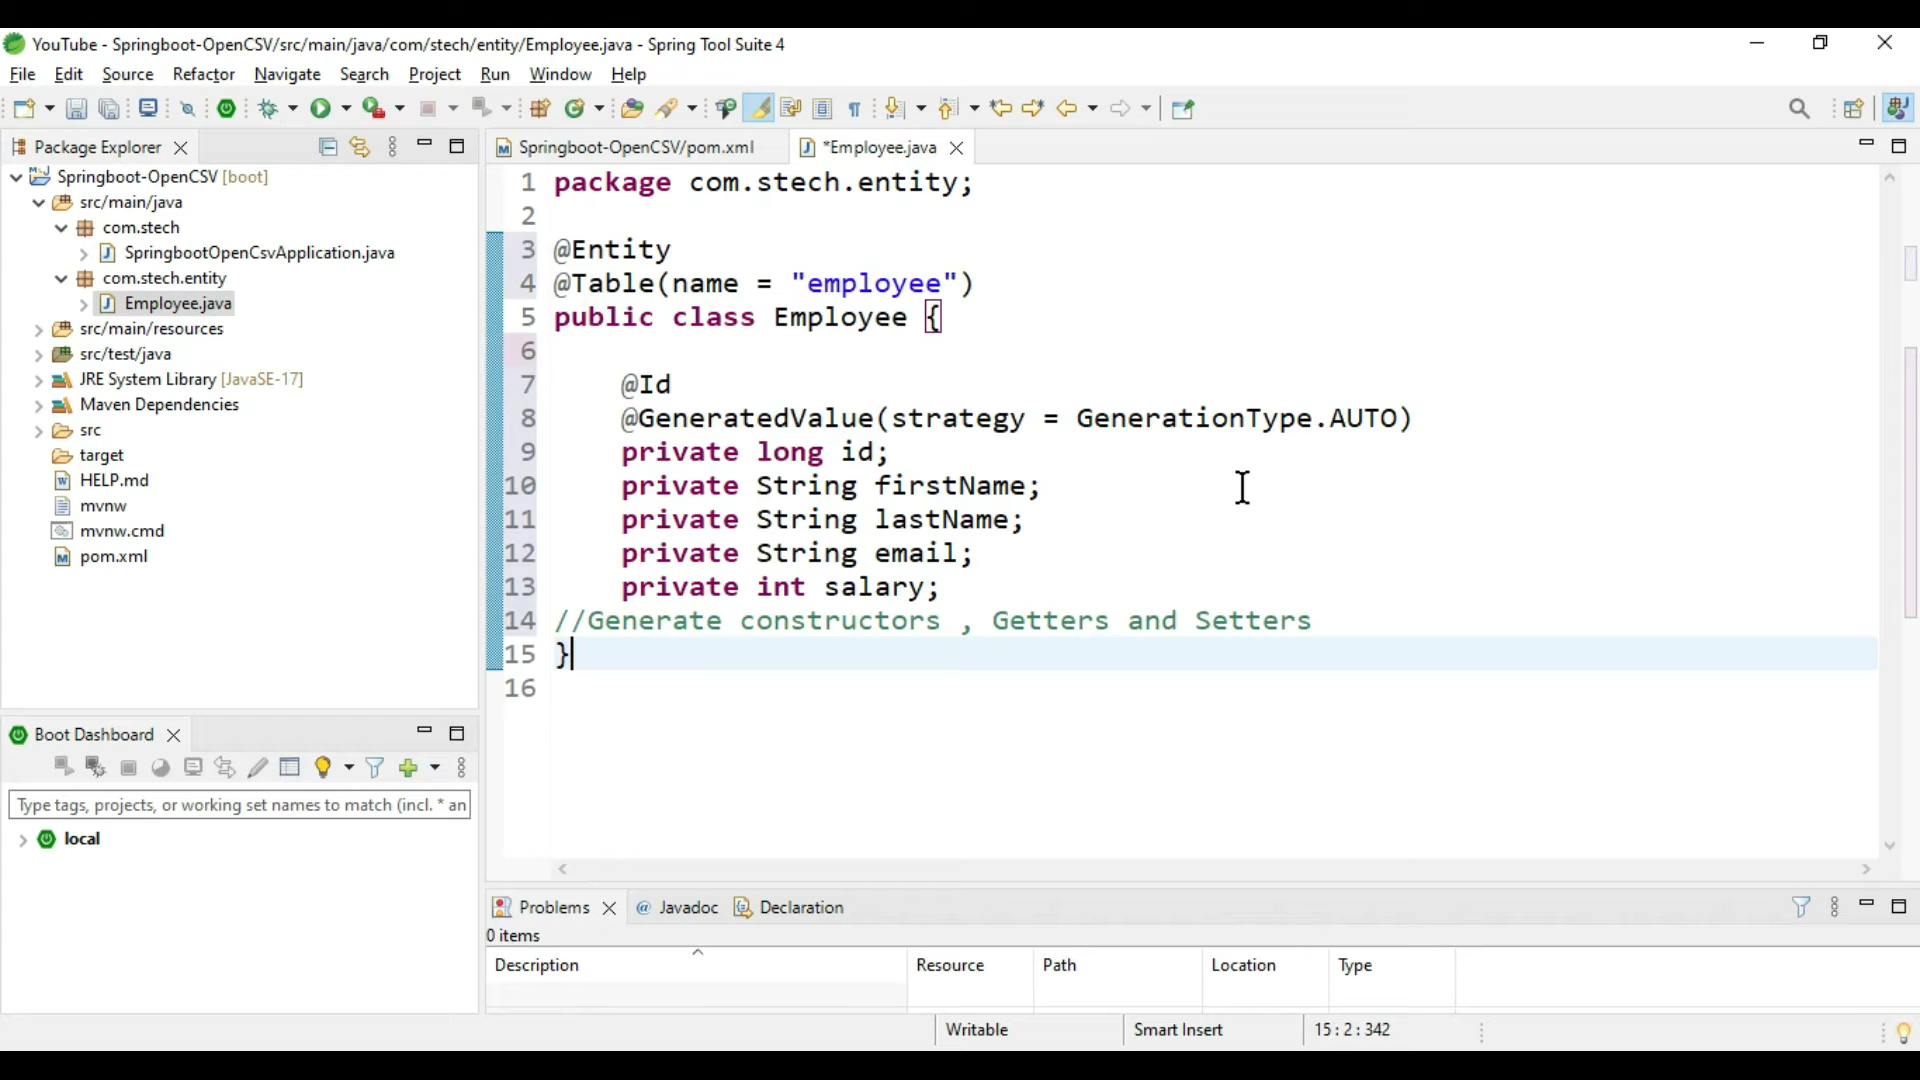 YouTube - Springboot-OpenCSV/src/main/java/com/stech/entity/Employee.java - Spring Tool Suite 4
File Edit Source Refactor Navigate Search Project Run Window Help
Package Explorer
Springboot-OpenCSV [boot]
src/main/java
com.stech
SpringbootOpenCsvApplication.java
com.stech.entity
Employee.java
src/main/resources
src/test/java
JRE System Library [JavaSE-17]
Maven Dependencies
src
target
HELP.md
mvnw
mvnw.cmd
pom.xml
Boot Dashboard
Type tags, projects, or working set names to match (incl. * an
local
Springboot-OpenCSV/pom.xml *Employee.java
1 package com.stech.entity;
2
3 @Entity
4 @Table(name = "employee")
5 public class Employee {
6
7 @Id
8 @GeneratedValue(strategy = GenerationType.AUTO)
9 private long id;
10 private String firstName;
11 private String lastName;
12 private String email;
13 private int salary;
14 //Generate constructors , Getters and Setters
15 }
16
Problems @ Javadoc Declaration
0 items
Description Resource Path Location Type
Writable Smart Insert 15 : 2 : 342